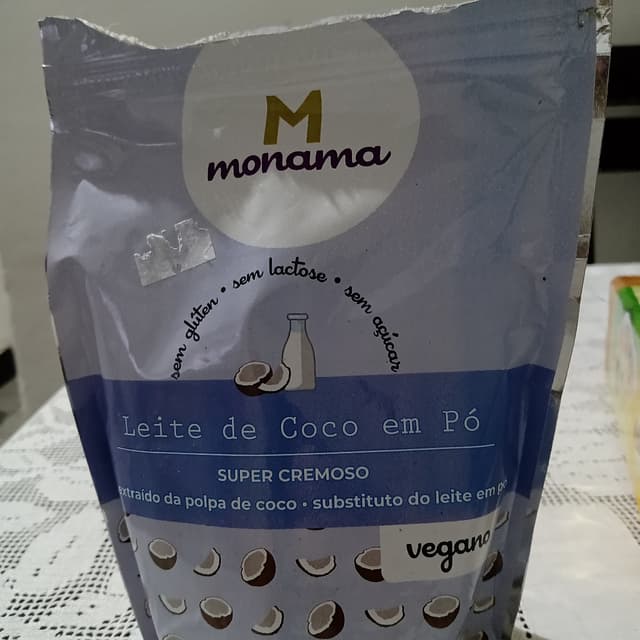 M
monama
sem glúten • sem lactose • sem açúcar
Leite de Coco em Pó
SUPER CREMOSO
extraído da polpa de coco • substituto do leite em pó
vegano